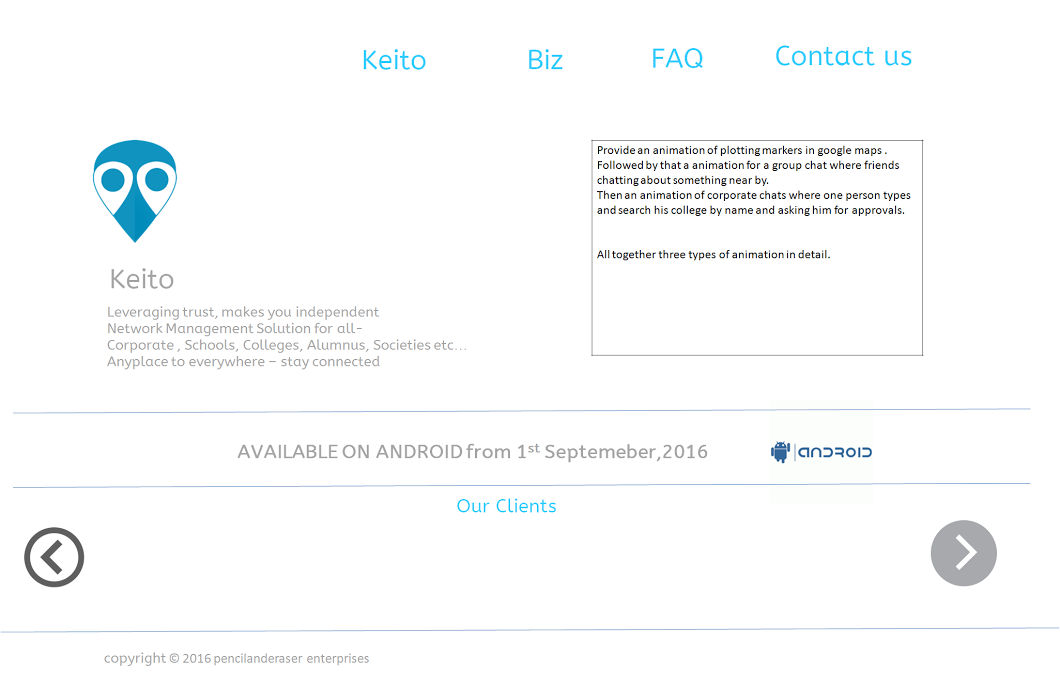 Keito Biz FAQ Contact us
Provide an animation of plotting markers in google maps .
Followed by that a animation for a group chat where friends
chatting about something near by.
Then an animation of corporate chats where one person types
and search his college by name and asking him for approvals.
All together three types of animation in detail.
Keito
Leveraging trust, makes you independent
Network Management Solution for all-
Corporate , Schools, Colleges, Alumnus, Societies etc...
Anyplace to everywhere – stay connected
AVAILABLE ON ANDROID from 1st Septemeber,2016
ANDROID
Our Clients
copyright © 2016 pencilanderaser enterprises